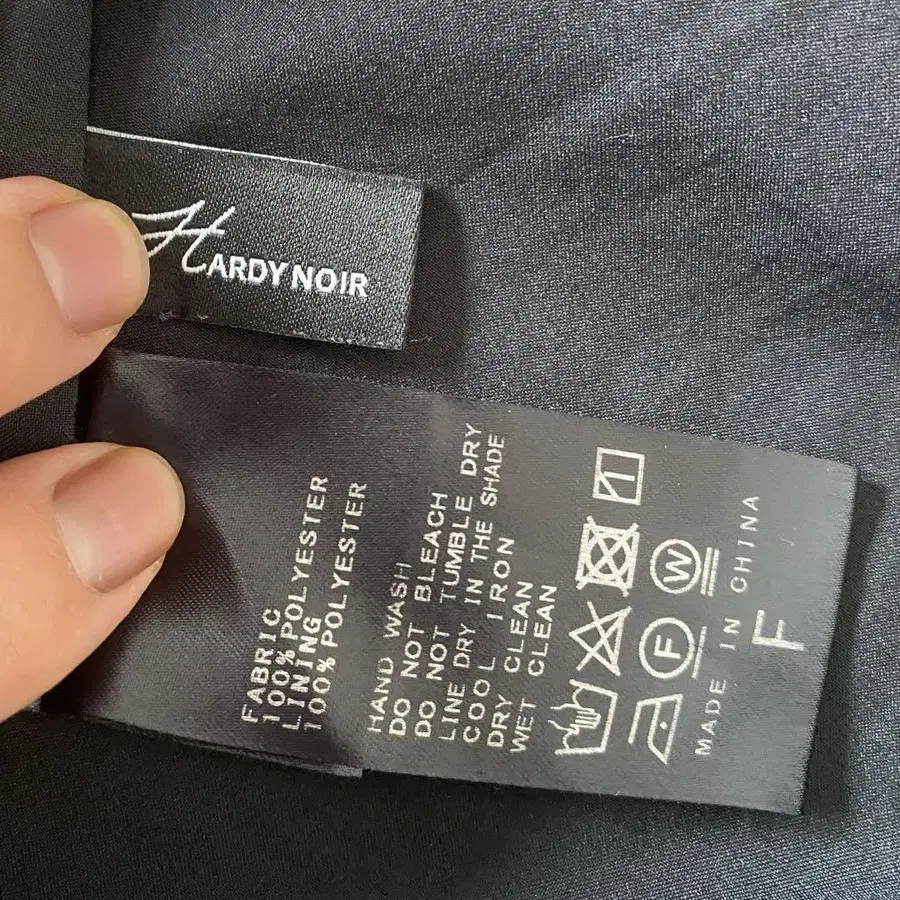 HARDY NOIR
FABRIC
100% POLYESTER
LINING
100% POLYESTER
HAND WASH
DO NOT BLEACH
DO NOT TUMBLE DRY
LINE DRY IN THE SHADE
COOL IRON
DRY CLEAN
WET CLEAN
F
W
MADE IN CHINA
F